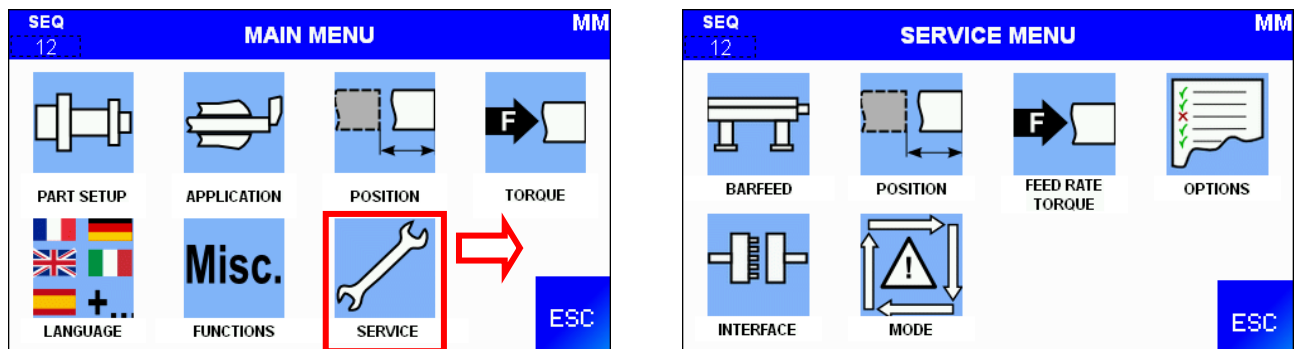 SEQ
12
MAIN MENU
MM
F
PART SETUP
APPLICATION
POSITION
TORQUE
Misc.
+...
LANGUAGE
FUNCTIONS
SERVICE
ESC
SEQ
12
SERVICE MENU
MM
F
BARFEED
POSITION
FEED RATE
TORQUE
OPTIONS
!
INTERFACE
MODE
ESC